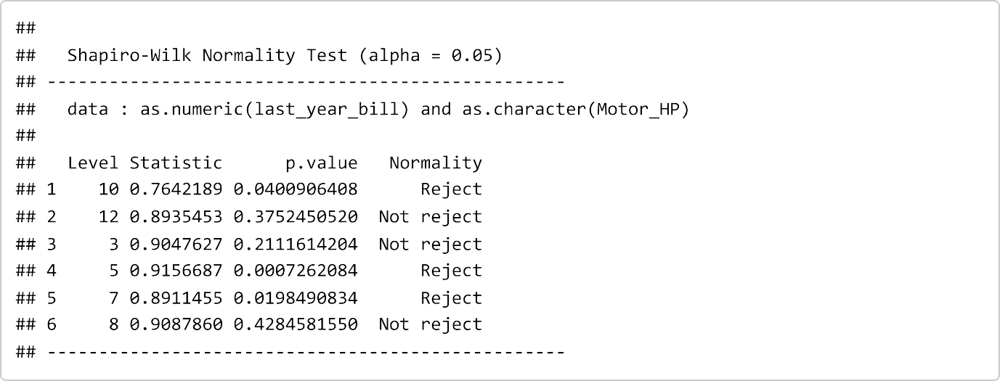 ##
##   Shapiro-Wilk Normality Test (alpha = 0.05)
## --------------------------------------------------
##   data : as.numeric(last_year_bill) and as.character(Motor_HP)
##
##   Level Statistic      p.value   Normality
## 1    10 0.7642189 0.0400906408      Reject
## 2    12 0.8935453 0.3752450520  Not reject
## 3     3 0.9047627 0.2111614204  Not reject
## 4     5 0.9156687 0.0007262084      Reject
## 5     7 0.8911455 0.0198490834      Reject
## 6     8 0.9087860 0.4284581550  Not reject
## --------------------------------------------------